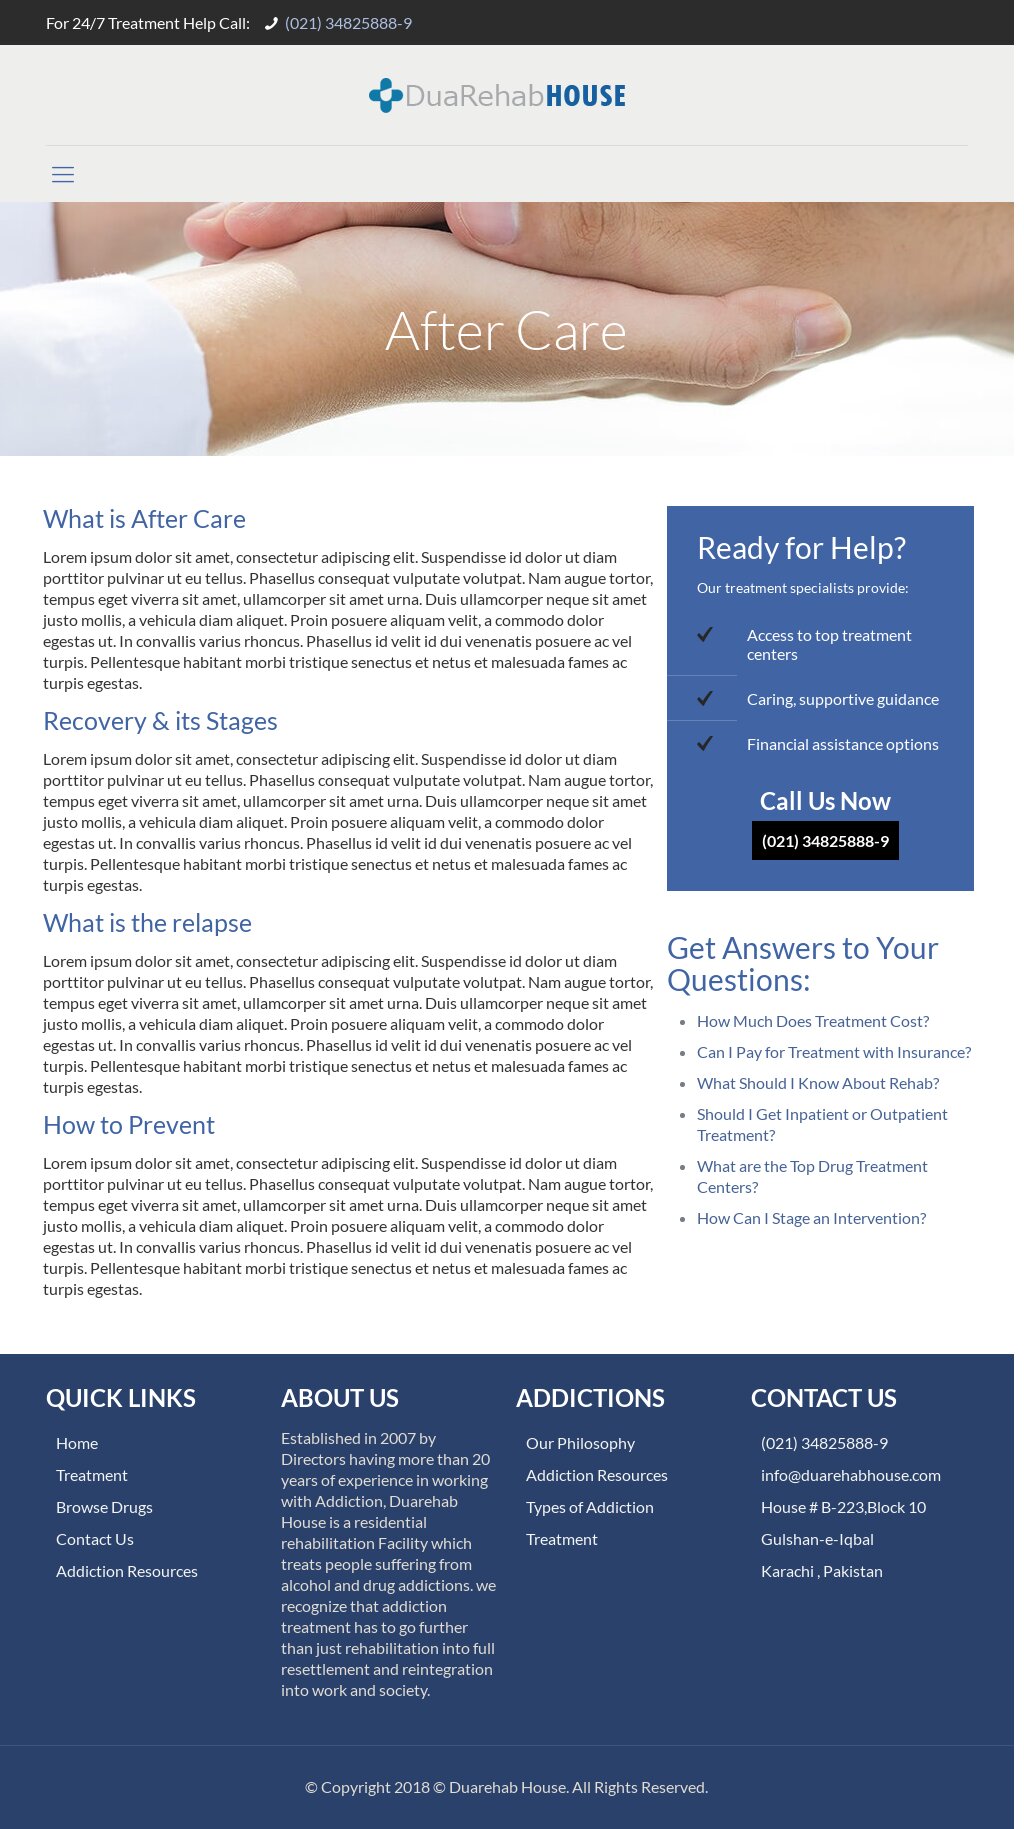 For 24/7 Treatment Help Call: (021) 34825888-9
DuaRehabHOUSE
After Care
What is After Care
Lorem ipsum dolor sit amet, consectetur adipiscing elit. Suspendisse id dolor ut diam
porttitor pulvinar ut eu tellus. Phasellus consequat vulputate volutpat. Nam augue tortor,
tempus eget viverra sit amet, ullamcorper sit amet urna. Duis ullamcorper neque sit amet
justo mollis, a vehicula diam aliquet. Proin posuere aliquam velit, a commodo dolor
egestas ut. In convallis varius rhoncus. Phasellus id velit id dui venenatis posuere ac vel
turpis. Pellentesque habitant morbi tristique senectus et netus et malesuada fames ac
turpis egestas.
Recovery & its Stages
Lorem ipsum dolor sit amet, consectetur adipiscing elit. Suspendisse id dolor ut diam
porttitor pulvinar ut eu tellus. Phasellus consequat vulputate volutpat. Nam augue tortor,
tempus eget viverra sit amet, ullamcorper sit amet urna. Duis ullamcorper neque sit amet
justo mollis, a vehicula diam aliquet. Proin posuere aliquam velit, a commodo dolor
egestas ut. In convallis varius rhoncus. Phasellus id velit id dui venenatis posuere ac vel
turpis. Pellentesque habitant morbi tristique senectus et netus et malesuada fames ac
turpis egestas.
What is the relapse
Lorem ipsum dolor sit amet, consectetur adipiscing elit. Suspendisse id dolor ut diam
porttitor pulvinar ut eu tellus. Phasellus consequat vulputate volutpat. Nam augue tortor,
tempus eget viverra sit amet, ullamcorper sit amet urna. Duis ullamcorper neque sit amet
justo mollis, a vehicula diam aliquet. Proin posuere aliquam velit, a commodo dolor
egestas ut. In convallis varius rhoncus. Phasellus id velit id dui venenatis posuere ac vel
turpis. Pellentesque habitant morbi tristique senectus et netus et malesuada fames ac
turpis egestas.
How to Prevent
Lorem ipsum dolor sit amet, consectetur adipiscing elit. Suspendisse id dolor ut diam
porttitor pulvinar ut eu tellus. Phasellus consequat vulputate volutpat. Nam augue tortor,
tempus eget viverra sit amet, ullamcorper sit amet urna. Duis ullamcorper neque sit amet
justo mollis, a vehicula diam aliquet. Proin posuere aliquam velit, a commodo dolor
egestas ut. In convallis varius rhoncus. Phasellus id velit id dui venenatis posuere ac vel
turpis. Pellentesque habitant morbi tristique senectus et netus et malesuada fames ac
turpis egestas.
Ready for Help?
Our treatment specialists provide:
Access to top treatment
centers
Caring, supportive guidance
Financial assistance options
Call Us Now
(021) 34825888-9
Get Answers to Your
Questions:
How Much Does Treatment Cost?
Can I Pay for Treatment with Insurance?
What Should I Know About Rehab?
Should I Get Inpatient or Outpatient
Treatment?
What are the Top Drug Treatment
Centers?
How Can I Stage an Intervention?
QUICK LINKS
Home
Treatment
Browse Drugs
Contact Us
Addiction Resources
ABOUT US
Established in 2007 by
Directors having more than 20
years of experience in working
with Addiction, Duarehab
House is a residential
rehabilitation Facility which
treats people suffering from
alcohol and drug addictions. we
recognize that addiction
treatment has to go further
than just rehabilitation into full
resettlement and reintegration
into work and society.
ADDICTIONS
Our Philosophy
Addiction Resources
Types of Addiction
Treatment
CONTACT US
(021) 34825888-9
info@duarehabhouse.com
House # B-223,Block 10
Gulshan-e-Iqbal
Karachi , Pakistan
© Copyright 2018 © Duarehab House. All Rights Reserved.